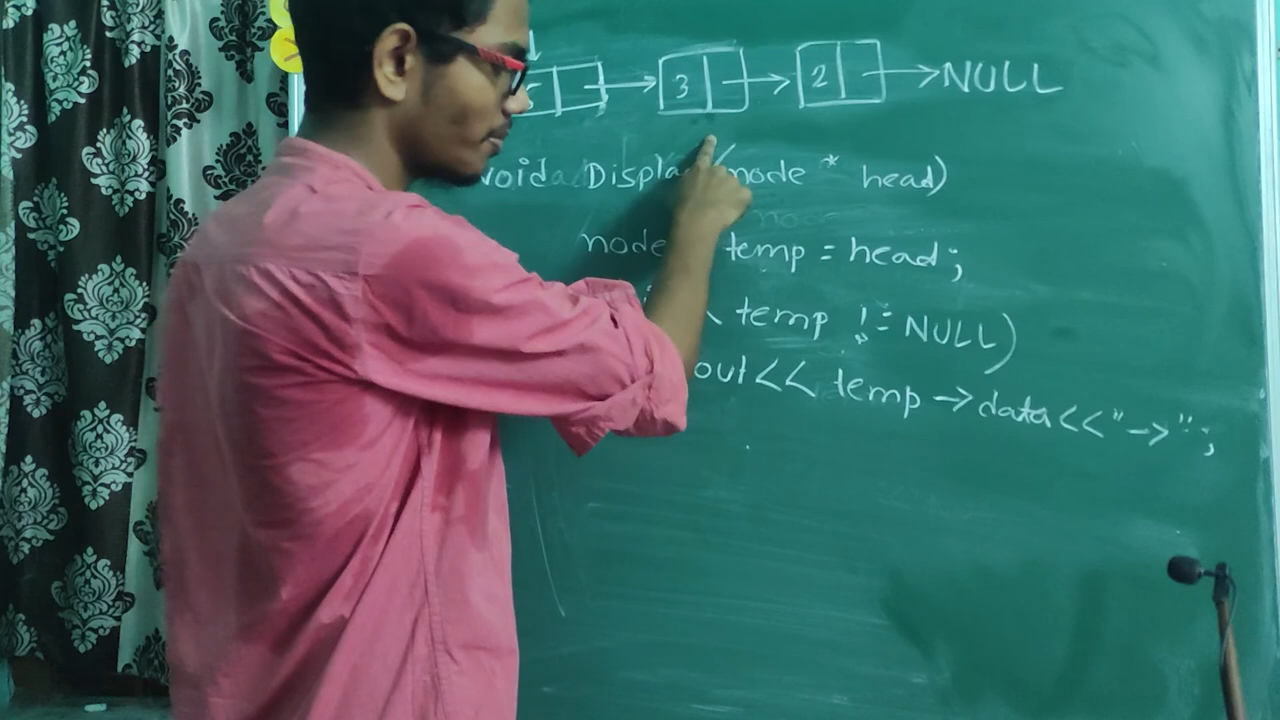 3 2 NULL
void Display(node * head)
node temp = head;
temp != NULL)
out<< temp->data<<"->";